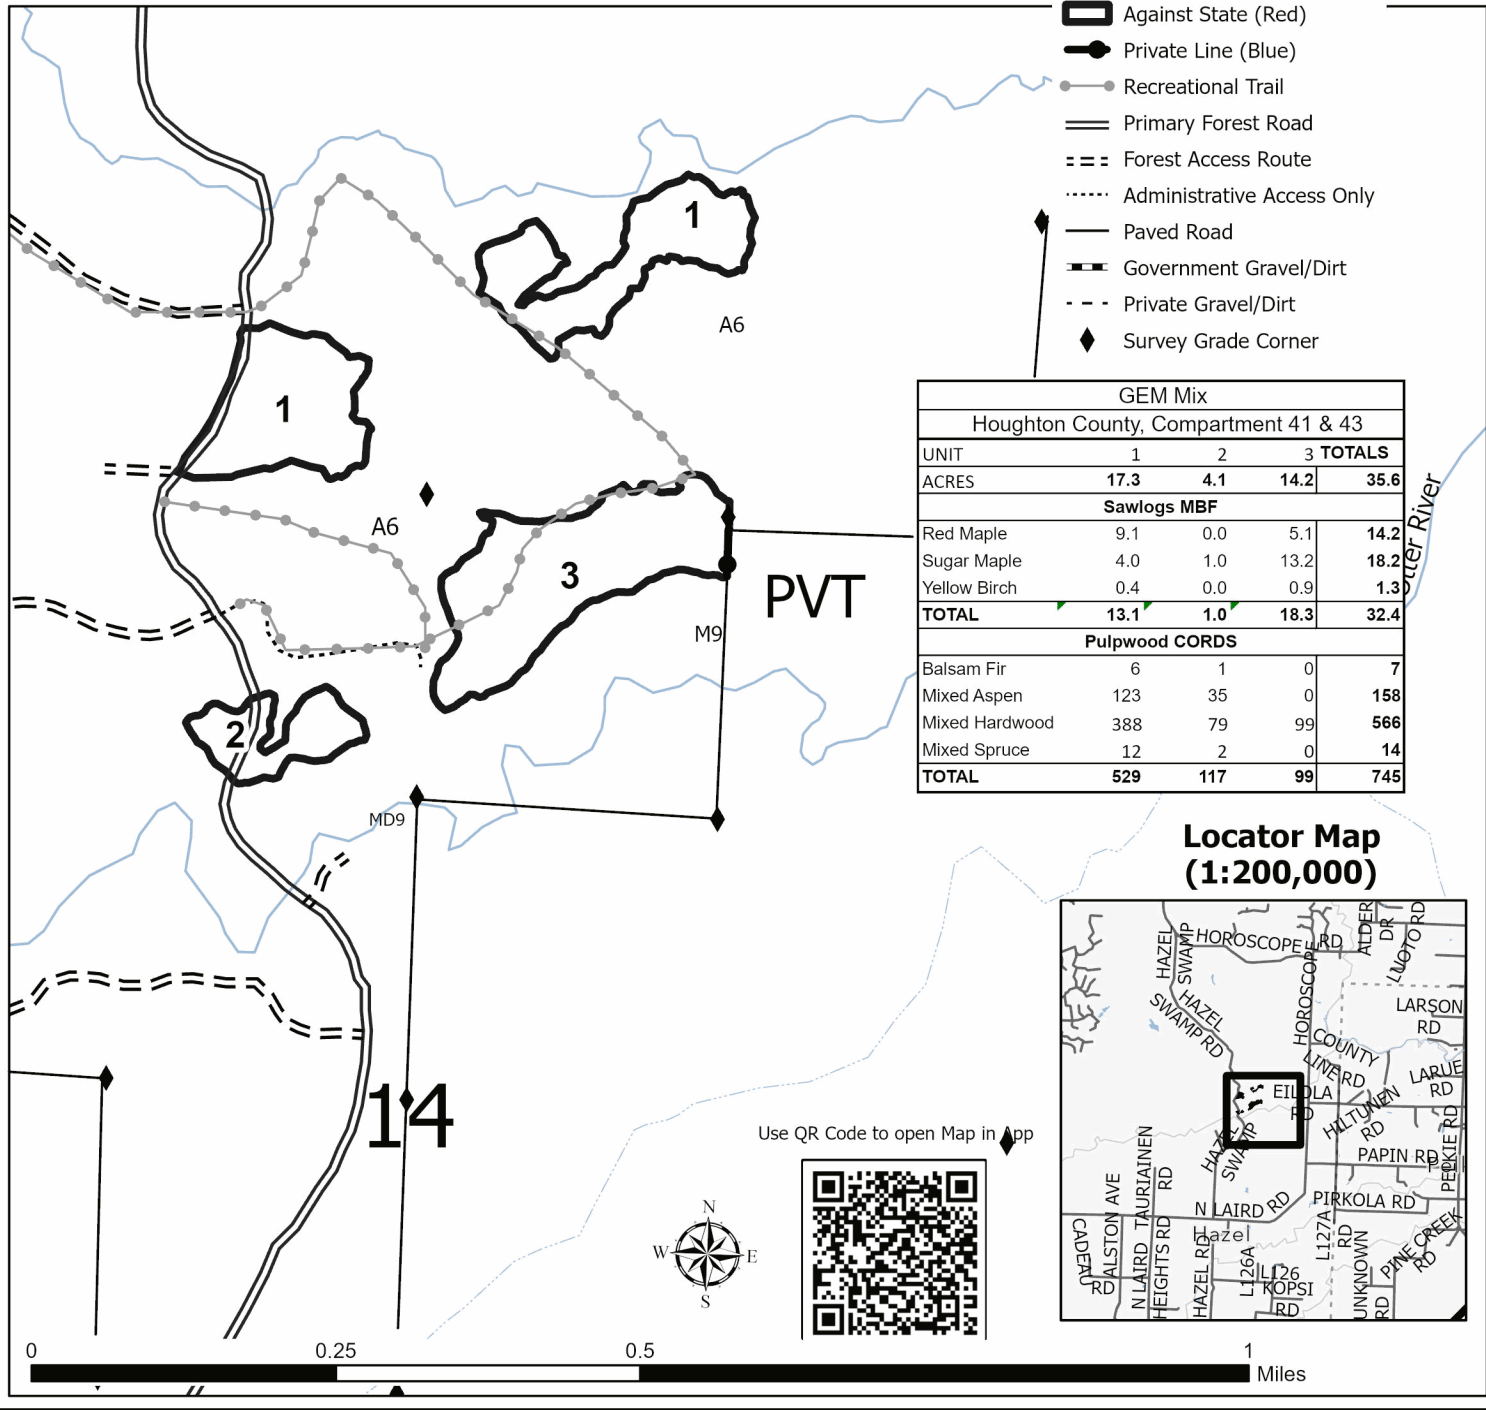 Against State (Red)
Private Line (Blue)
Recreational Trail
Primary Forest Road
Forest Access Route
Administrative Access Only
Paved Road
Government Gravel/Dirt
Private Gravel/Dirt
Survey Grade Corner
1
A6
1
A6
3
PVT
M9
2
MD9
14
GEM Mix
Houghton County, Compartment 41 & 43
UNIT 1 2 3 TOTALS
ACRES 17.3 4.1 14.2 35.6
Sawlogs MBF
Red Maple 9.1 0.0 5.1 14.2
Sugar Maple 4.0 1.0 13.2 18.2
Yellow Birch 0.4 0.0 0.9 1.3
TOTAL 13.1 1.0 18.3 32.4
Pulpwood CORDS
Balsam Fir 6 1 0 7
Mixed Aspen 123 35 0 158
Mixed Hardwood 388 79 99 566
Mixed Spruce 12 2 0 14
TOTAL 529 117 99 745
River
Locator Map
(1:200,000)
HAZEL
SWAMP
HOROSCOPE RD
ALDER
DR
LUOTO RD
HAZEL
SWAMP RD
HOROSCOPE
LARSON
RD
COUNTY
LINE RD
LARUE
RD
EILOLA
RD
HILTUNEN
RD
HAZEL
SWAMP
PAPIN RD
PELKIE RD
TAURIAINEN
RD
ALSTON AVE
N LAIRD RD
PIRKOLA RD
Hazel
L127A
RD
PINE CREEK
RD
CADEAU
RD
N LAIRD
HEIGHTS RD
HAZEL RD
L126A
L126
KOPSI
RD
UNKNOWN
RD
Use QR Code to open Map in App
N
W
E
S
0 0.25 0.5 1
Miles